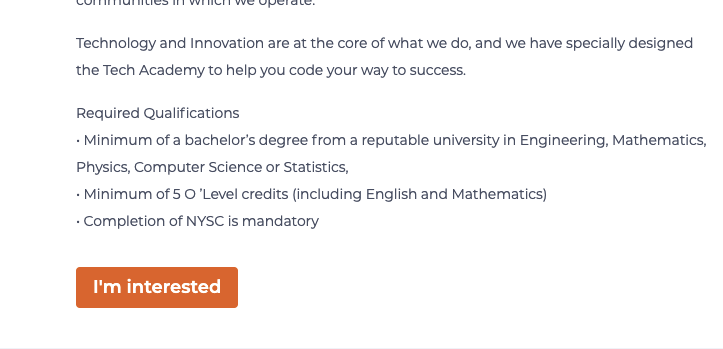 communities in which we operate.
Technology and Innovation are at the core of what we do, and we have specially designed
the Tech Academy to help you code your way to success.
Required Qualifications
• Minimum of a bachelor’s degree from a reputable university in Engineering, Mathematics,
Physics, Computer Science or Statistics,
• Minimum of 5 O ’Level credits (including English and Mathematics)
• Completion of NYSC is mandatory
I'm interested